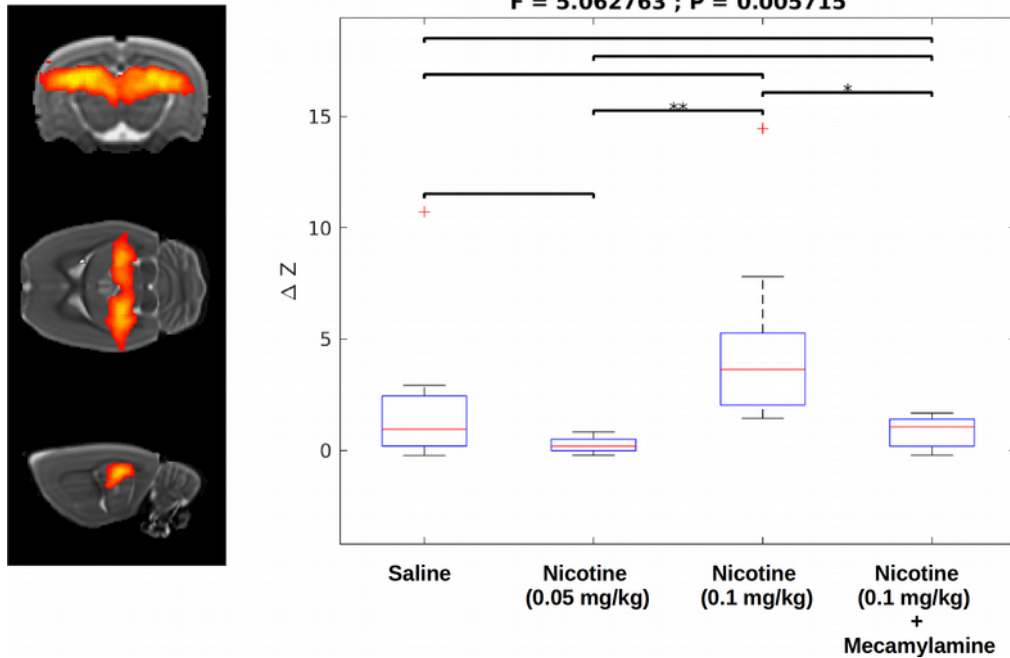 F = 5.062763 ; P = 0.005715
*
**
15
10
Δ Z
5
0
Saline
Nicotine
(0.05 mg/kg)
Nicotine
(0.1 mg/kg)
Nicotine
(0.1 mg/kg)
+
Mecamylamine